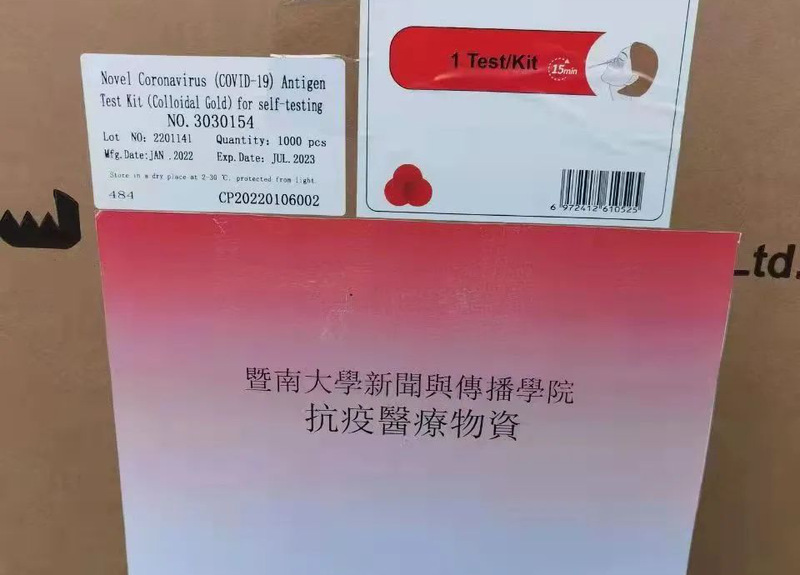 Novel Coronavirus (COVID-19) Antigen
Test Kit (Colloidal Gold) for self-testing
NO. 3030154
Lot NO: 2201141 Quantity: 1000 pcs
Mfg.Date:JAN .2022 Exp.Date: JUL.2023
Store in a dry place at 2-30 ℃, protected from light.
484 CP20220106002
1 Test/Kit 15min
6 972412 610525
Ltd.
暨南大學新聞與傳播學院
抗疫醫療物資